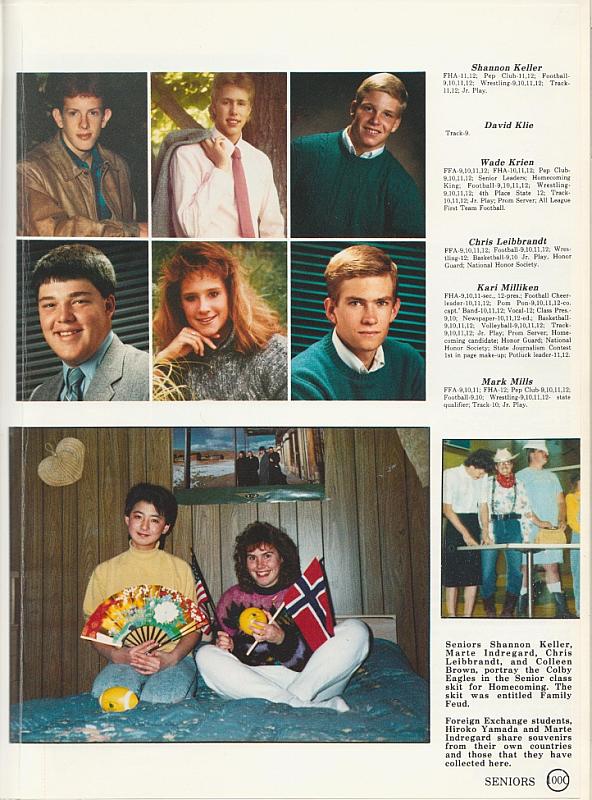 Shannon Keller
FHA-11,12; Pep Club-11,12; Football-
9,10,11,12; Wrestling-9,10,11,12; Track-
11,12; Jr. Play.
David Klie
Track-9.
Wade Krien
FFA-9,10,11,12; FHA-10,11,12; Pep Club-
9,10,11,12; Senior Leaders; Homecoming
King; Football-9,10,11,12; Wrestling-
9,10,11,12; 4th Place State 12; Track-
10,11,12; Jr. Play; Prom Server; All League
First Team Football.
Chris Leibbrandt
FFA-9,10,11,12; Football-9,10,11,12; Wres-
tling-12; Basketball-9,10 Jr. Play, Honor
Guard; National Honor Society.
Kari Milliken
FHA-9,10,11-sec., 12-pres.; Football Cheer-
leader-10,11,12; Pom Pon-9,10,11,12-co.
capt.' Band-10,11,12; Vocal-12; Class Pres.-
9,10; Newspaper-10,11,12-ed.; Basketball-
9,10,11,12; Volleyball-9,10,11,12; Track-
9,10,11,12; Jr. Play; Prom Server; Home-
coming candidate; Honor Guard; National
Honor Society; State Journalism Contest
1st in page make-up; Potluck leader-11,12.
Mark Mills
FFA-9,10,11; FHA-12; Pep Club-9,10,11,12;
Football-9,10; Wrestling-9,10,11,12- state
qualifier; Track-10; Jr. Play.
Seniors Shannon Keller,
Marte Indregard, Chris
Leibbrandt, and Colleen
Brown, portray the Colby
Eagles in the Senior class
skit for Homecoming. The
skit was entitled Family
Feud.
Foreign Exchange students,
Hiroko Yamada and Marte
Indregard share souvenirs
from their own countries
and those that they have
collected here.
SENIORS